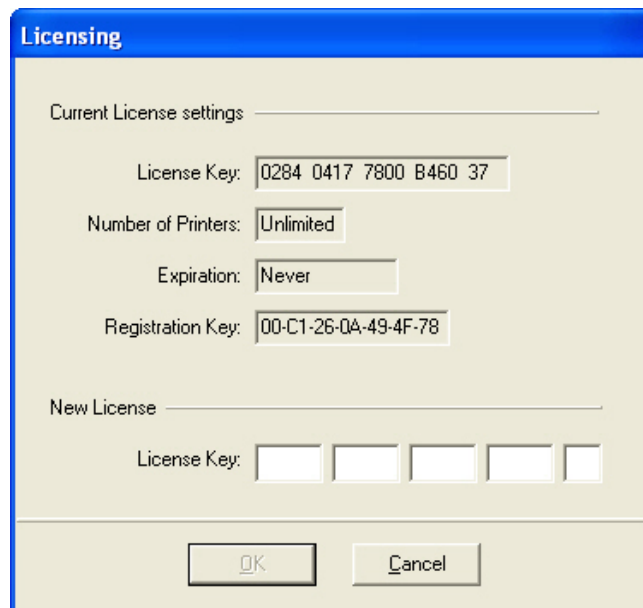 Licensing
Current License settings
License Key: 0284 0417 7800 B460 37
Number of Printers: Unlimited
Expiration: Never
Registration Key: 00-C1-26-0A-49-4F-78
New License
License Key:
OK Cancel